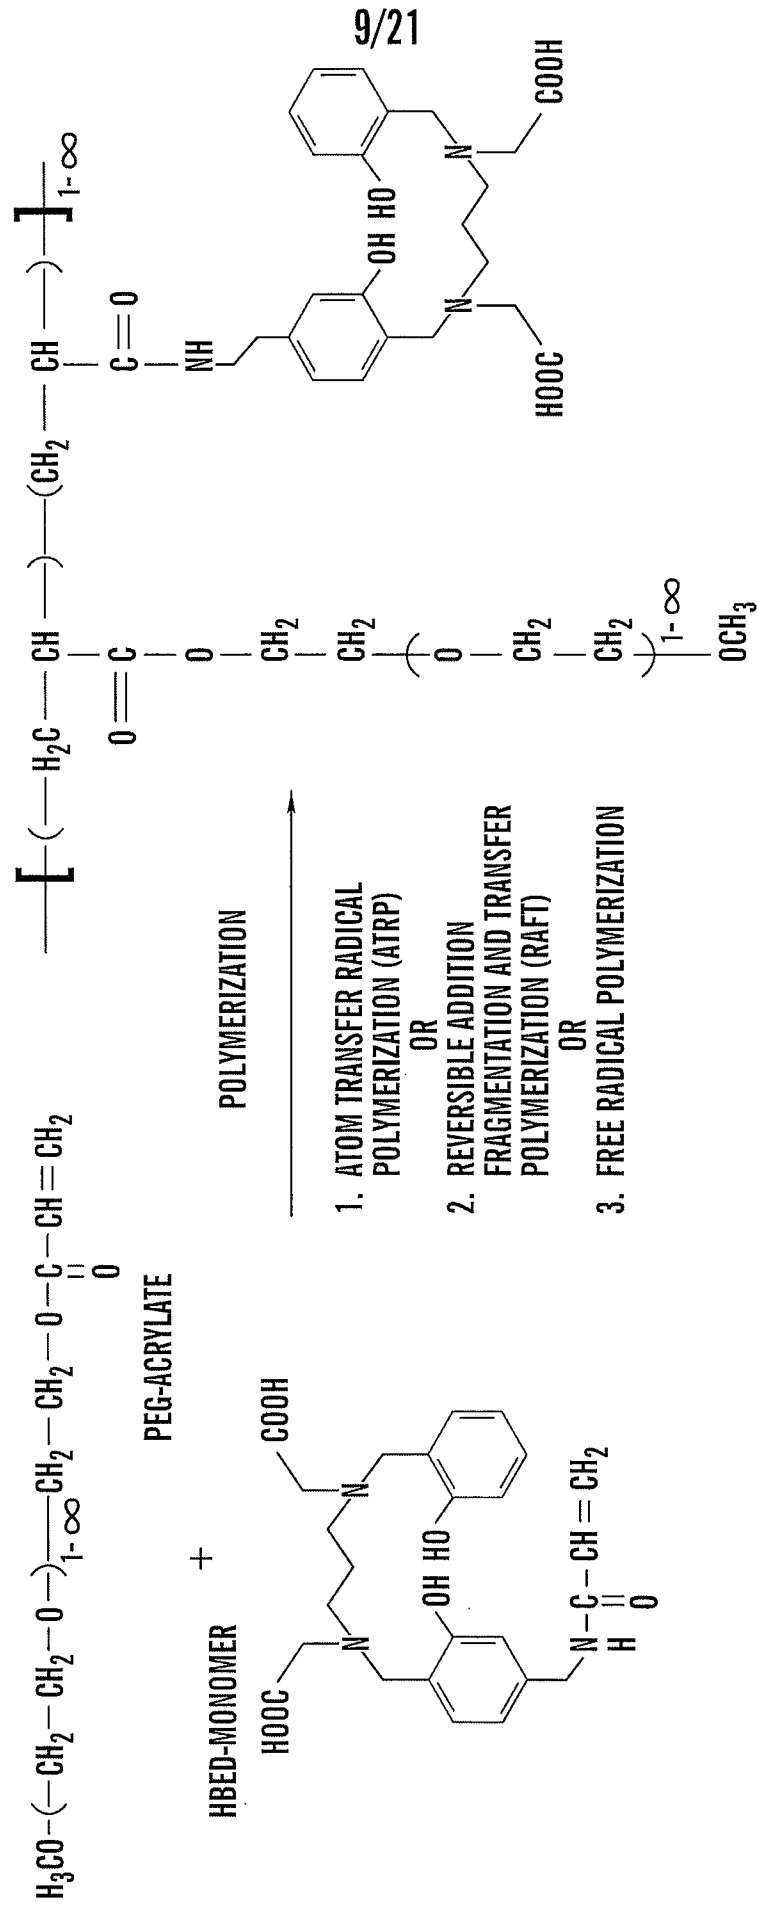 9/21
H3CO-(-CH2-CH2-O-)1-∞-CH2-CH2-O-C-CH=CH2
O
PEG-ACRYLATE
+
HBED-MONOMER
HOOC
COOH
N
N
OH HO
N-C-CH=CH2
H
O
POLYMERIZATION
1. ATOM TRANSFER RADICAL
POLYMERIZATION (ATRP)
OR
2. REVERSIBLE ADDITION
FRAGMENTATION AND TRANSFER
POLYMERIZATION (RAFT)
OR
3. FREE RADICAL POLYMERIZATION
[(-H2C-CH-)-(CH2-CH-)]1-∞
O=C
O
CH2
CH2
(O
CH2
CH2)1-∞
OCH3
C=O
NH
OH HO
N
N
HOOC
COOH